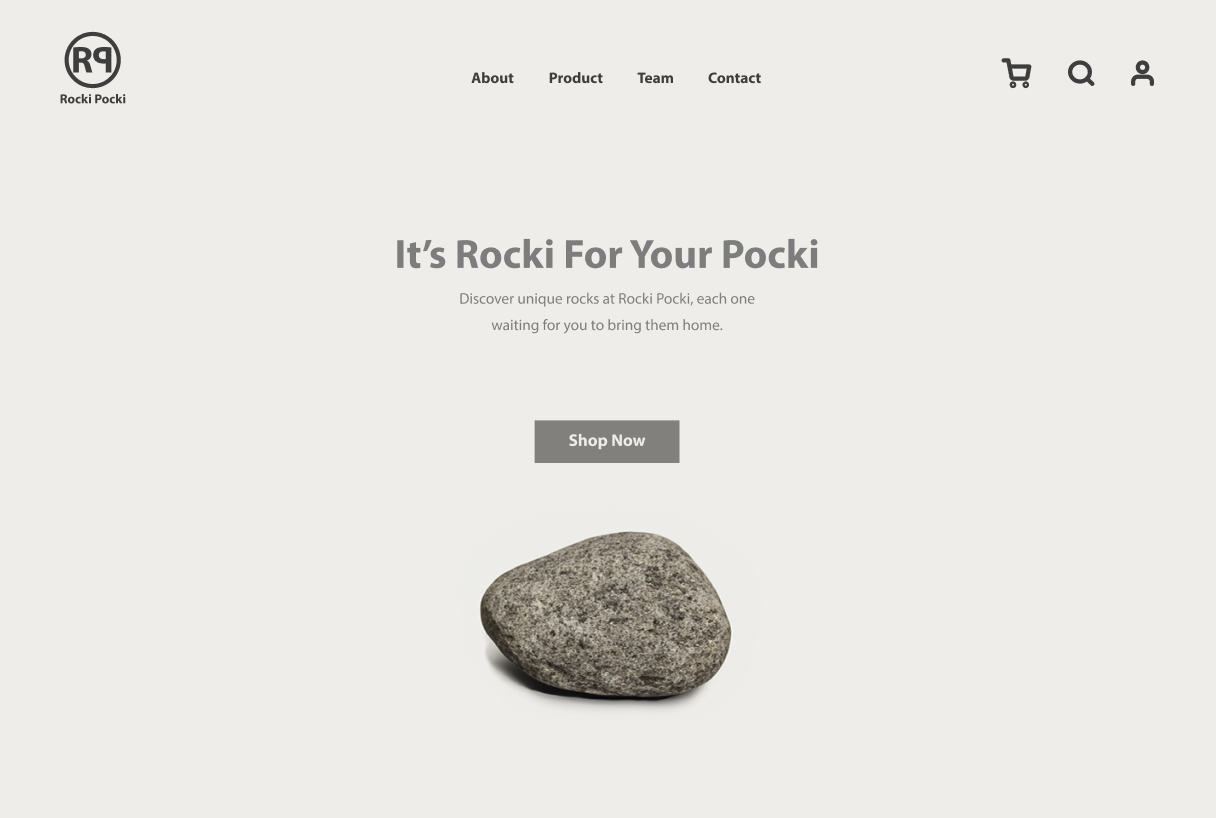 RP
Rocki Pocki
About Product Team Contact
It's Rocki For Your Pocki
Discover unique rocks at Rocki Pocki, each one
waiting for you to bring them home.
Shop Now